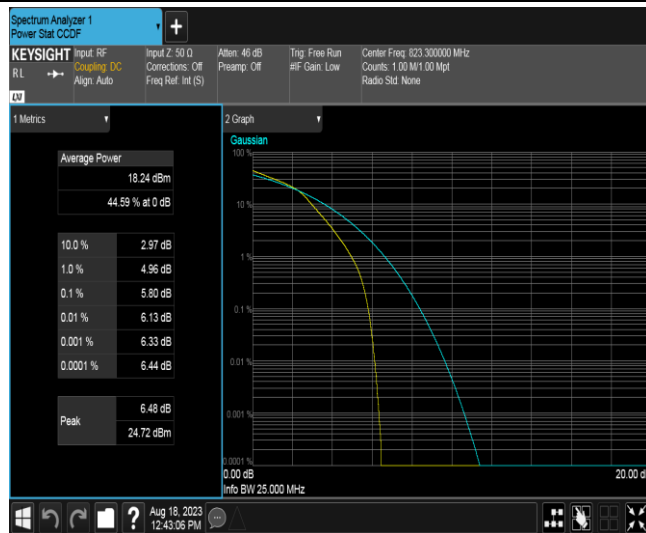 Spectrum Analyzer 1
Power Stat CCDF
+
KEYSIGHT
RL
Input: RF
Coupling: DC
Align: Auto
Input Z: 50 Ω
Corrections: Off
Freq Ref: Int (S)
Atten: 46 dB
Preamp: Off
Trig: Free Run
#IF Gain: Low
Center Freq: 823.300000 MHz
Counts: 1.00 M/1.00 Mpt
Radio Std: None
1 Metrics
Average Power
18.24 dBm
44.59 % at 0 dB
10.0 % 2.97 dB
1.0 % 4.96 dB
0.1 % 5.80 dB
0.01 % 6.13 dB
0.001 % 6.33 dB
0.0001 % 6.44 dB
Peak
6.48 dB
24.72 dBm
2 Graph
Gaussian
100 %
10 %
1 %
0.1 %
0.01 %
0.001 %
0.0001 %
0.00 dB
20.00 d
Info BW 25.000 MHz
?
Aug 18, 2023
12:43:06 PM